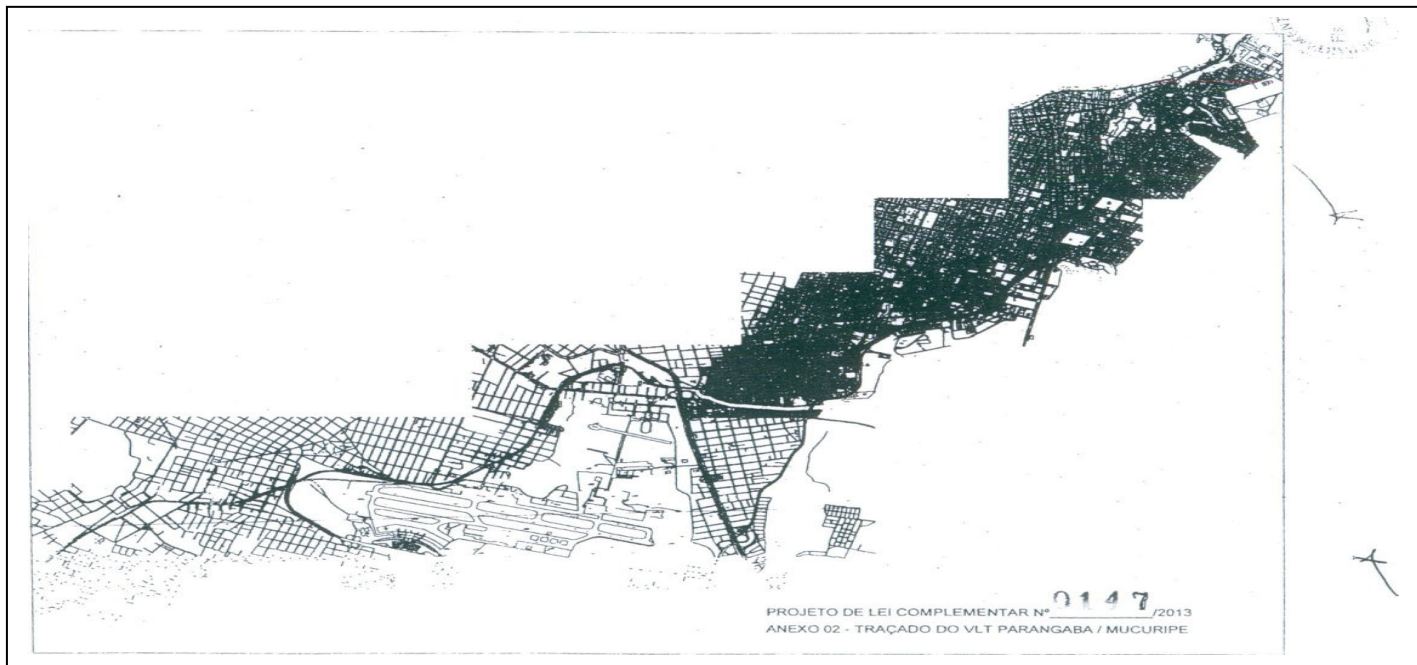 PROJETO DE LEI COMPLEMENTAR Nº 0147/2013
ANEXO 02 - TRAÇADO DO VLT PARANGABA / MUCURIPE